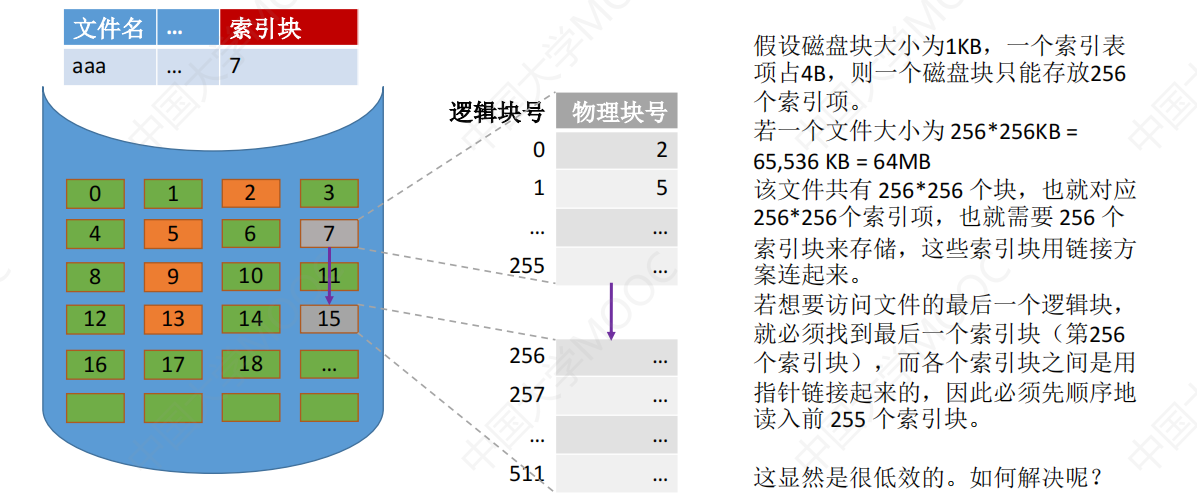 文件名 … 索引块
aaa … 7
0 1 2 3
4 5 6 7
8 9 10 11
12 13 14 15
16 17 18 …
逻辑块号 物理块号
0 2
1 5
… …
255 …
256 …
257 …
… …
511 …
假设磁盘块大小为1KB，一个索引表
项占4B，则一个磁盘块只能存放256
个索引项。
若一个文件大小为 256*256KB =
65,536 KB = 64MB
该文件共有 256*256 个块，也就对应
256*256个索引项，也就需要 256 个
索引块来存储，这些索引块用链接方
案连起来。
若想要访问文件的最后一个逻辑块，
就必须找到最后一个索引块（第256
个索引块），而各个索引块之间是用
指针链接起来的，因此必须先顺序地
读入前 255 个索引块。
这显然是很低效的。如何解决呢？
中国大学MOOC